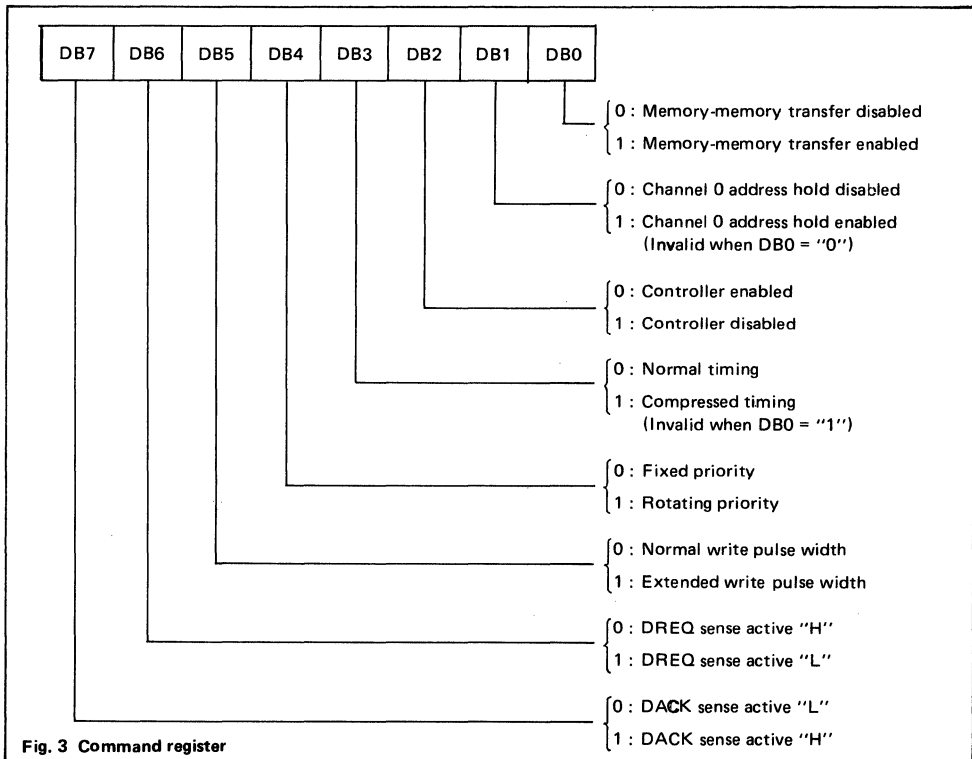 DB7 DB6 DB5 DB4 DB3 DB2 DB1 DB0
0 : Memory-memory transfer disabled
1 : Memory-memory transfer enabled
0 : Channel 0 address hold disabled
1 : Channel 0 address hold enabled
(Invalid when DB0 = "0")
0 : Controller enabled
1 : Controller disabled
0 : Normal timing
1 : Compressed timing
(Invalid when DB0 = "1")
0 : Fixed priority
1 : Rotating priority
0 : Normal write pulse width
1 : Extended write pulse width
0 : DREQ sense active "H"
1 : DREQ sense active "L"
0 : DACK sense active "L"
1 : DACK sense active "H"
Fig. 3 Command register